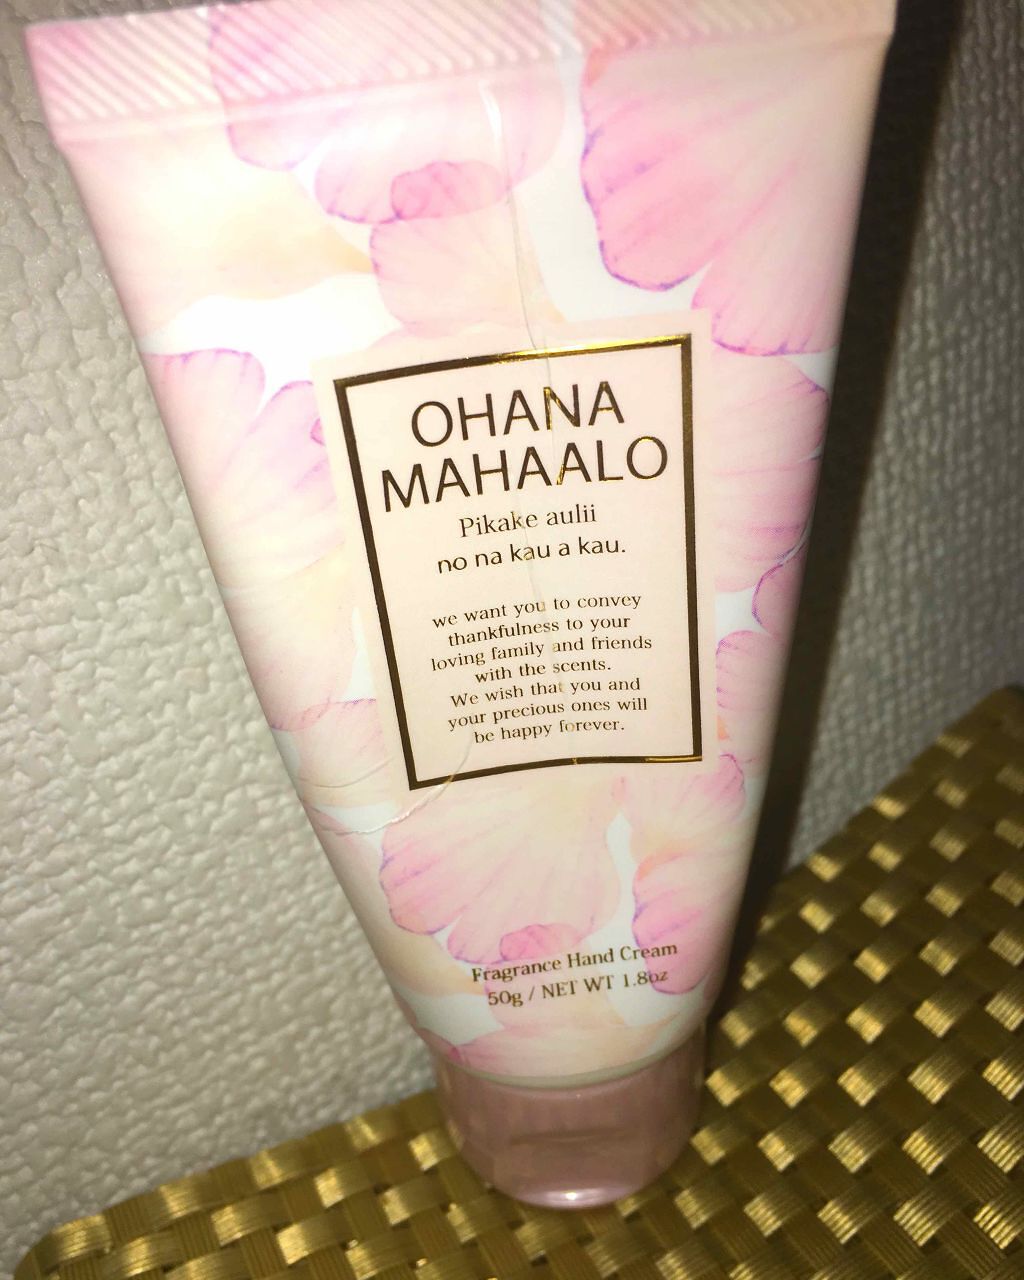 OHANA
MAHAALO
Pikake aulii
no na kau a kau.
we want you to convey
thankfulness to your
loving family and friends
with the scents.
We wish that you and
your precious ones will
be happy forever.
Fragrance Hand Cream
50g / NET WT 1.8oz